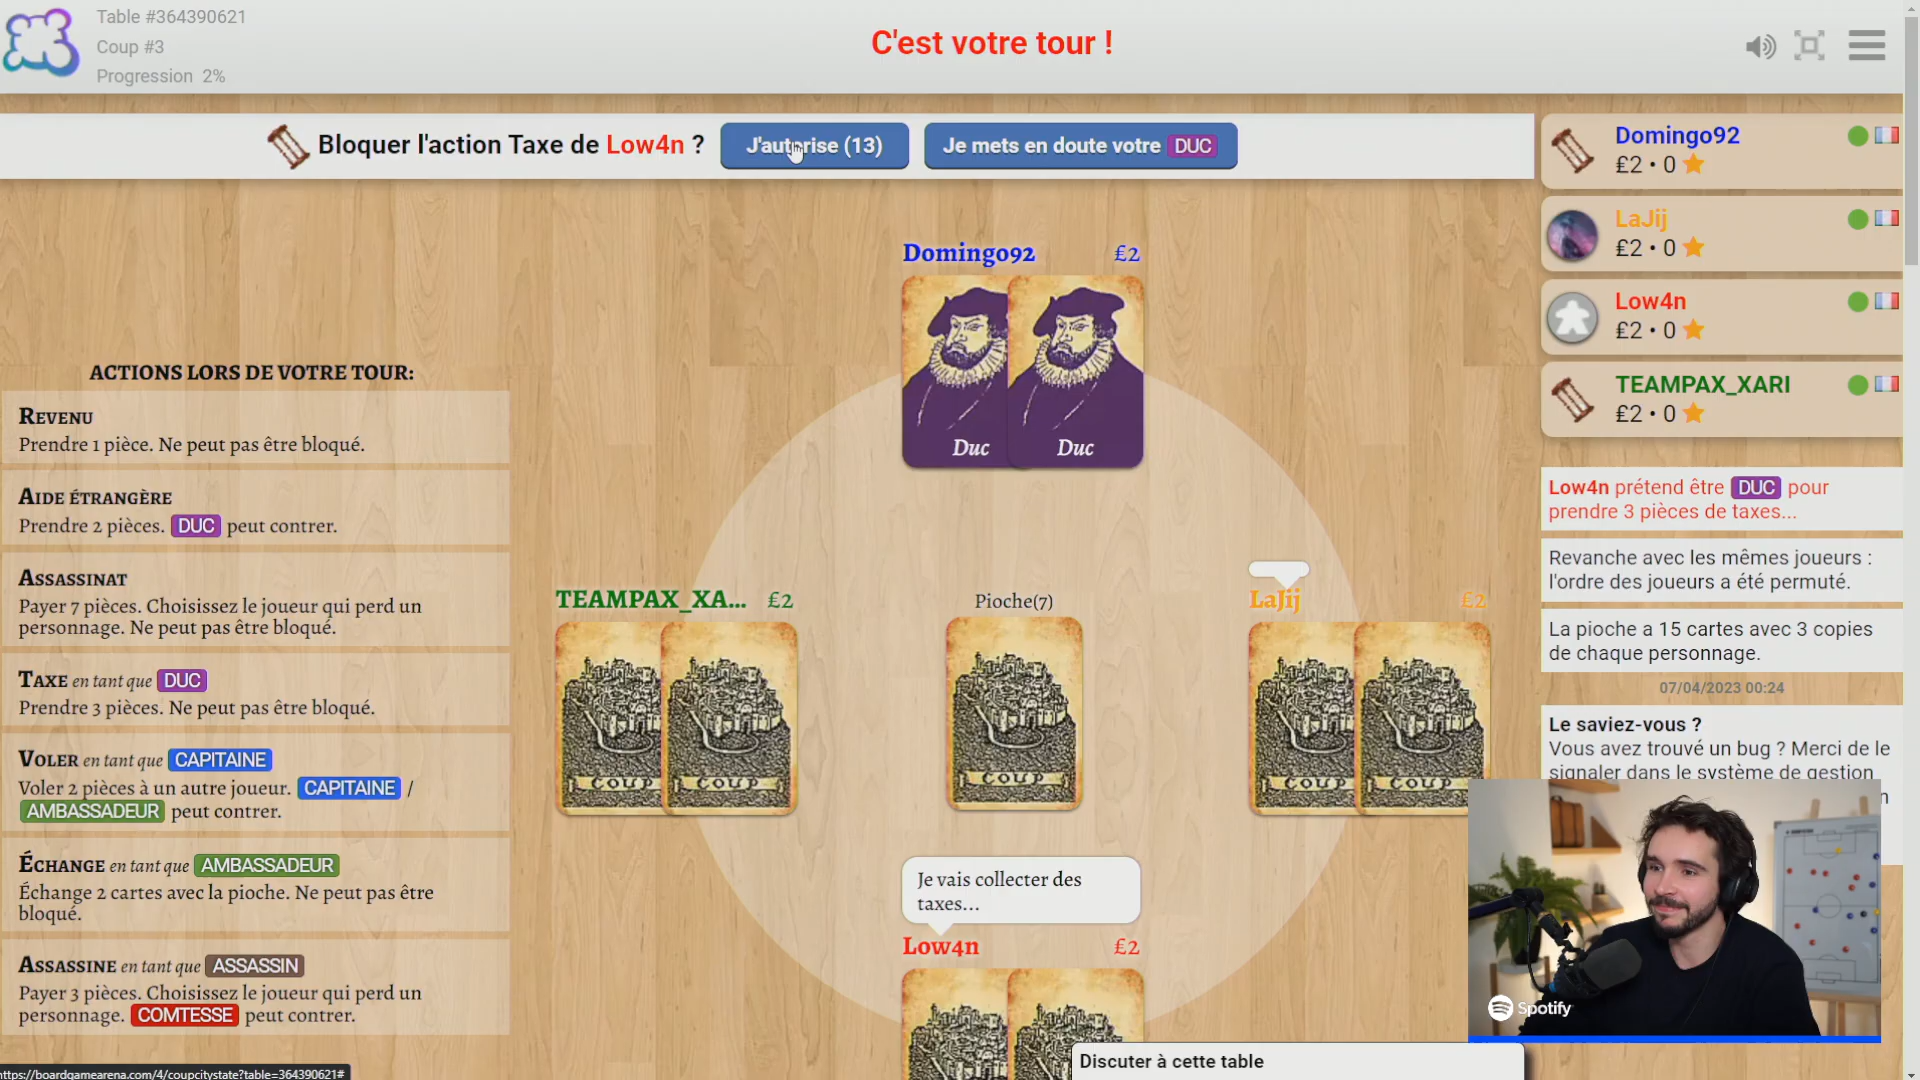 Table #364390621
Coup #3
Progression 2%
C'est votre tour !
Bloquer l'action Taxe de Low4n ?
J'autorise (13)
Je mets en doute votre DUC
Domingo92
₤2 • 0
LaJij
₤2 • 0
Low4n
₤2 • 0
TEAMPAX_XARI
₤2 • 0
Domingo92 ₤2
Duc
Duc
ACTIONS LORS DE VOTRE TOUR:
REVENU
Prendre 1 pièce. Ne peut pas être bloqué.
AIDE ÉTRANGÈRE
Prendre 2 pièces. DUC peut contrer.
ASSASSINAT
Payer 7 pièces. Choisissez le joueur qui perd un
personnage. Ne peut pas être bloqué.
TAXE en tant que DUC
Prendre 3 pièces. Ne peut pas être bloqué.
VOLER en tant que CAPITAINE
Voler 2 pièces à un autre joueur. CAPITAINE /
AMBASSADEUR peut contrer.
ÉCHANGE en tant que AMBASSADEUR
Échange 2 cartes avec la pioche. Ne peut pas être
bloqué.
ASSASSINE en tant que ASSASSIN
Payer 3 pièces. Choisissez le joueur qui perd un
personnage. COMTESSE peut contrer.
TEAMPAX_XA... ₤2
COUP
COUP
Pioche(7)
COUP
LaJij ₤2
COUP
COUP
Je vais collecter des
taxes...
Low4n ₤2
Low4n prétend être DUC pour
prendre 3 pièces de taxes...
Revanche avec les mêmes joueurs :
l'ordre des joueurs a été permuté.
La pioche a 15 cartes avec 3 copies
de chaque personnage.
07/04/2023 00:24
Le saviez-vous ?
Vous avez trouvé un bug ? Merci de le
signaler dans le système de gestion
n
Spotify
Discuter à cette table
https://boardgamearena.com/4/coupcitystate?table=364390621#